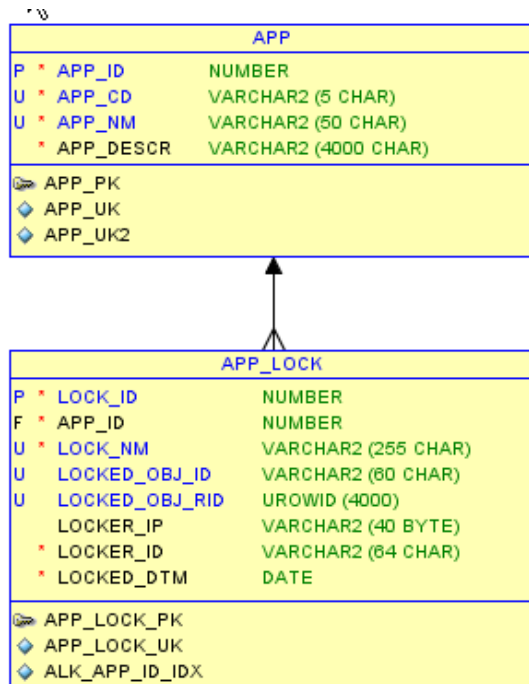 APP
P * APP_ID NUMBER
U * APP_CD VARCHAR2 (5 CHAR)
U * APP_NM VARCHAR2 (50 CHAR)
* APP_DESCR VARCHAR2 (4000 CHAR)
APP_PK
APP_UK
APP_UK2
APP_LOCK
P * LOCK_ID NUMBER
F * APP_ID NUMBER
U * LOCK_NM VARCHAR2 (255 CHAR)
U LOCKED_OBJ_ID VARCHAR2 (60 CHAR)
U LOCKED_OBJ_RID UROWID (4000)
LOCKER_IP VARCHAR2 (40 BYTE)
* LOCKER_ID VARCHAR2 (64 CHAR)
* LOCKED_DTM DATE
APP_LOCK_PK
APP_LOCK_UK
ALK_APP_ID_IDX